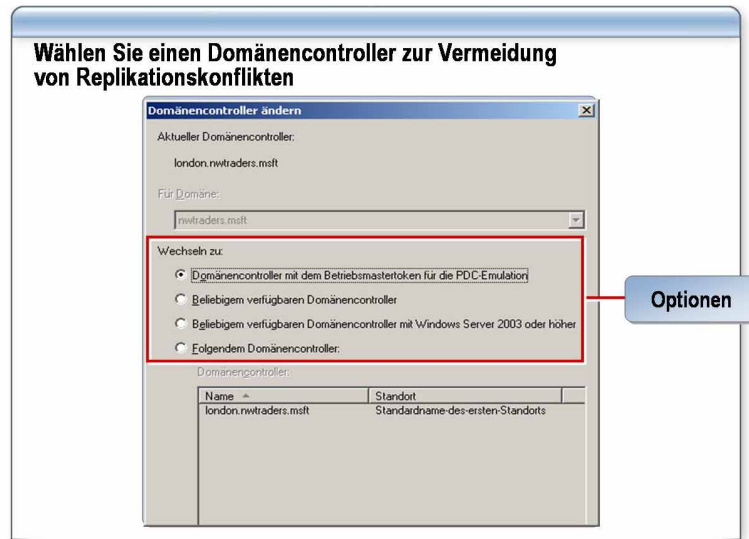 Wählen Sie einen Domänencontroller zur Vermeidung
von Replikationskonflikten
Domänencontroller ändern
Aktueller Domänencontroller:
london.nwtraders.msft
Für Domäne:
nwtraders.msft
Wechseln zu:
Domänencontroller mit dem Betriebsmastertoken für die PDC-Emulation
Beliebigem verfügbaren Domänencontroller
Beliebigem verfügbaren Domänencontroller mit Windows Server 2003 oder höher
Folgendem Domänencontroller:
Optionen
Domänencontroller:
Name Standort
london.nwtraders.msft Standardname-des-ersten-Standorts